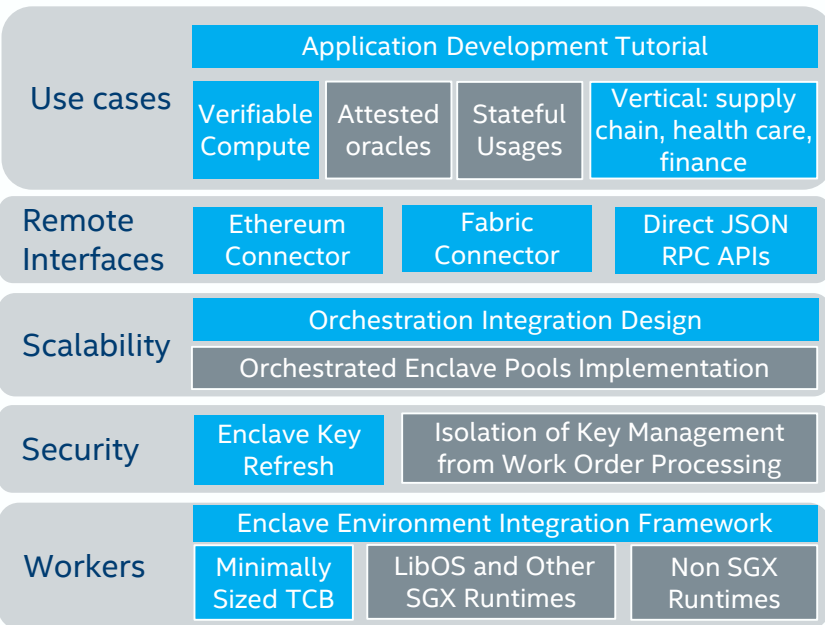 Use cases
Application Development Tutorial
Verifiable
Compute
Attested
oracles
Stateful
Usages
Vertical: supply
chain, health care,
finance
Remote
Interfaces
Ethereum
Connector
Fabric
Connector
Direct JSON
RPC APIs
Scalability
Orchestration Integration Design
Orchestrated Enclave Pools Implementation
Security
Enclave Key
Refresh
Isolation of Key Management
from Work Order Processing
Workers
Enclave Environment Integration Framework
Minimally
Sized TCB
LibOS and Other
SGX Runtimes
Non SGX
Runtimes